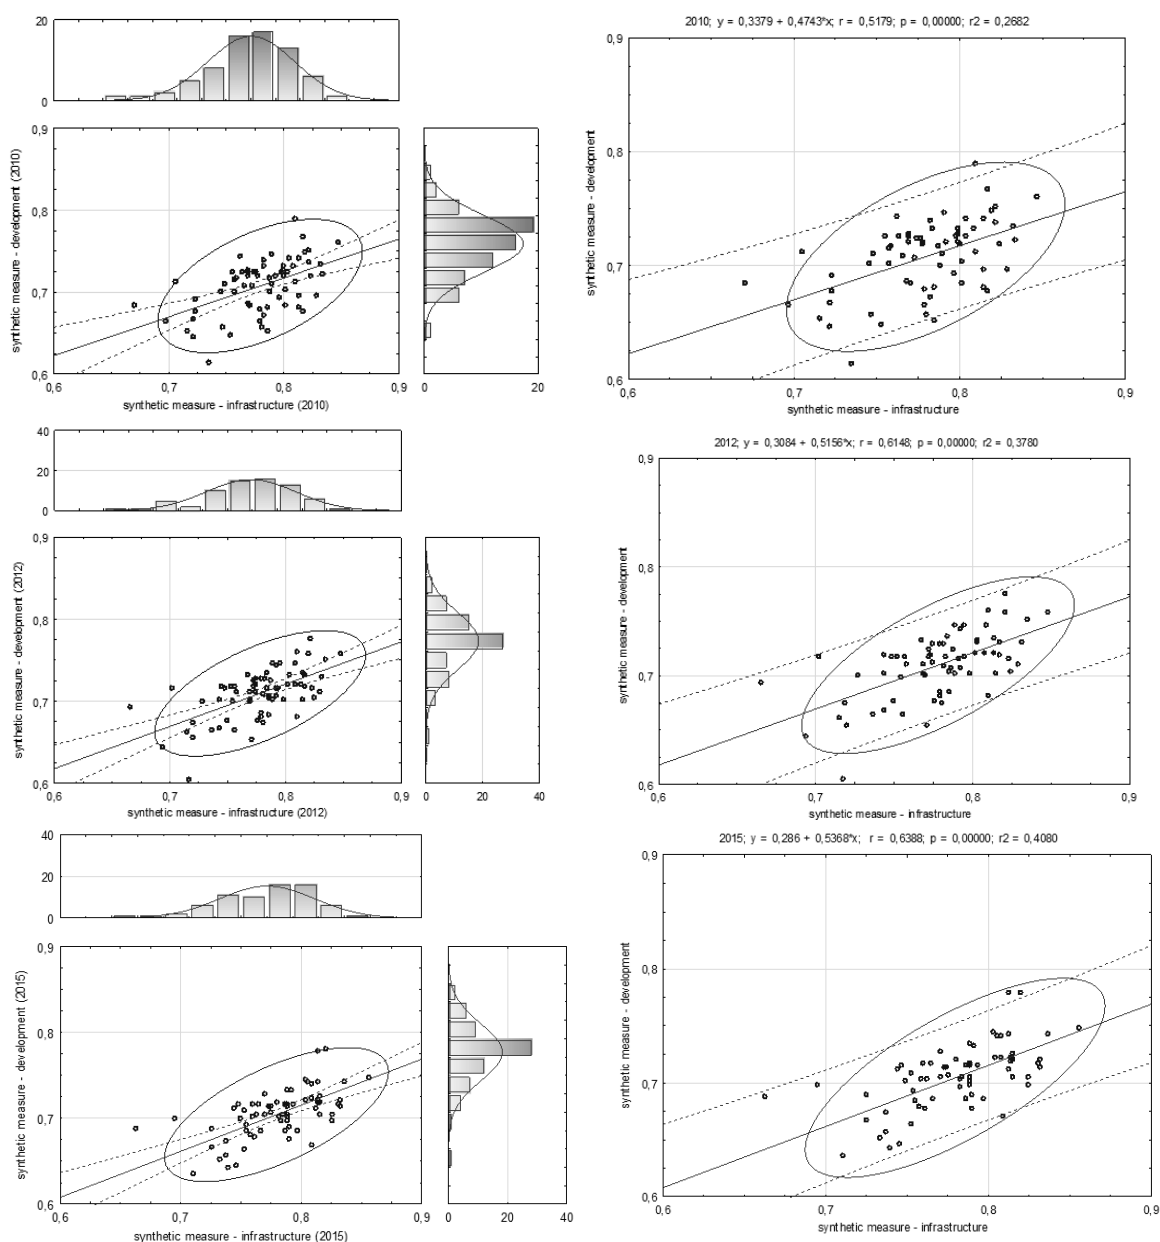 20
10
0
0,9
0,8
0,7
0,6
0,6 0,7 0,8 0,9
synthetic measure - development (2010)
synthetic measure - infrastructure (2010)
0 10 20
2010; y = 0,3379 + 0,4743*x; r = 0,5179; p = 0,00000; r2 = 0,2682
0,9
0,8
0,7
0,6
0,6 0,7 0,8 0,9
synthetic measure - development
synthetic measure - infrastructure
40
20
0
0,9
0,8
0,7
0,6
0,6 0,7 0,8 0,9
synthetic measure - development (2012)
synthetic measure - infrastructure (2012)
0 20 40
2012; y = 0,3084 + 0,5156*x; r = 0,6148; p = 0,00000; r2 = 0,3780
0,9
0,8
0,7
0,6
0,6 0,7 0,8 0,9
synthetic measure - development
synthetic measure - infrastructure
40
20
0
0,9
0,8
0,7
0,6
0,6 0,7 0,8 0,9
synthetic measure - development (2015)
synthetic measure - infrastructure (2015)
0 20 40
2015; y = 0,286 + 0,5368*x; r = 0,6388; p = 0,00000; r2 = 0,4080
0,9
0,8
0,7
0,6
0,6 0,7 0,8 0,9
synthetic measure - development
synthetic measure - infrastructure